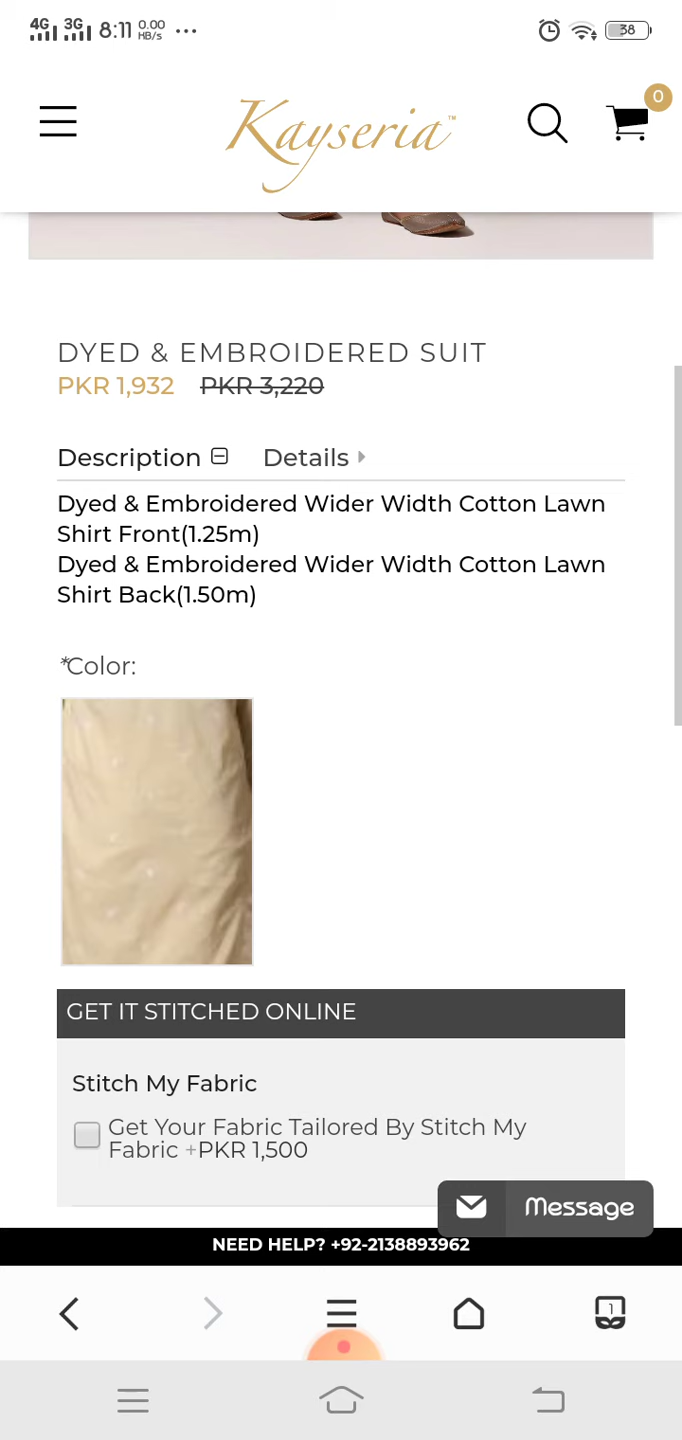 4G 3G 8:11 0.00 HB/s ... 38
0
Kayseria™
DYED & EMBROIDERED SUIT
PKR 1,932 PKR 3,220
Description Details
Dyed & Embroidered Wider Width Cotton Lawn
Shirt Front(1.25m)
Dyed & Embroidered Wider Width Cotton Lawn
Shirt Back(1.50m)
*Color:
GET IT STITCHED ONLINE
Stitch My Fabric
Get Your Fabric Tailored By Stitch My
Fabric +PKR 1,500
Message
NEED HELP? +92-2138893962
1